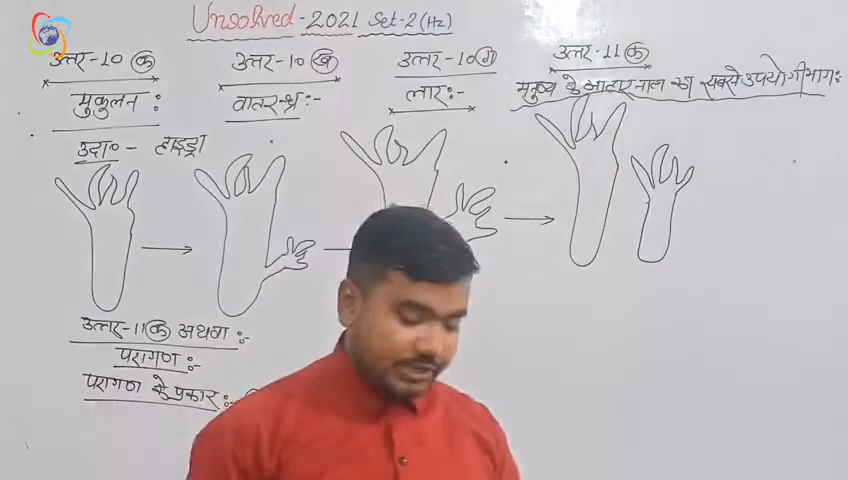 Unsolved - 2021 Set-2 (Hz)
उत्तर-10 (क)
मुकुलन :
उदा०- हाइड्रा
उत्तर-10 (ख)
वातरन्ध्र :-
उत्तर-10 (ग)
लार :-
उत्तर-11 (क)
मनुष्य के आहार नाल का सबसे उपयोगी भाग :
उत्तर-11 (क) अथवा :-
परागण :-
परागण के प्रकार :